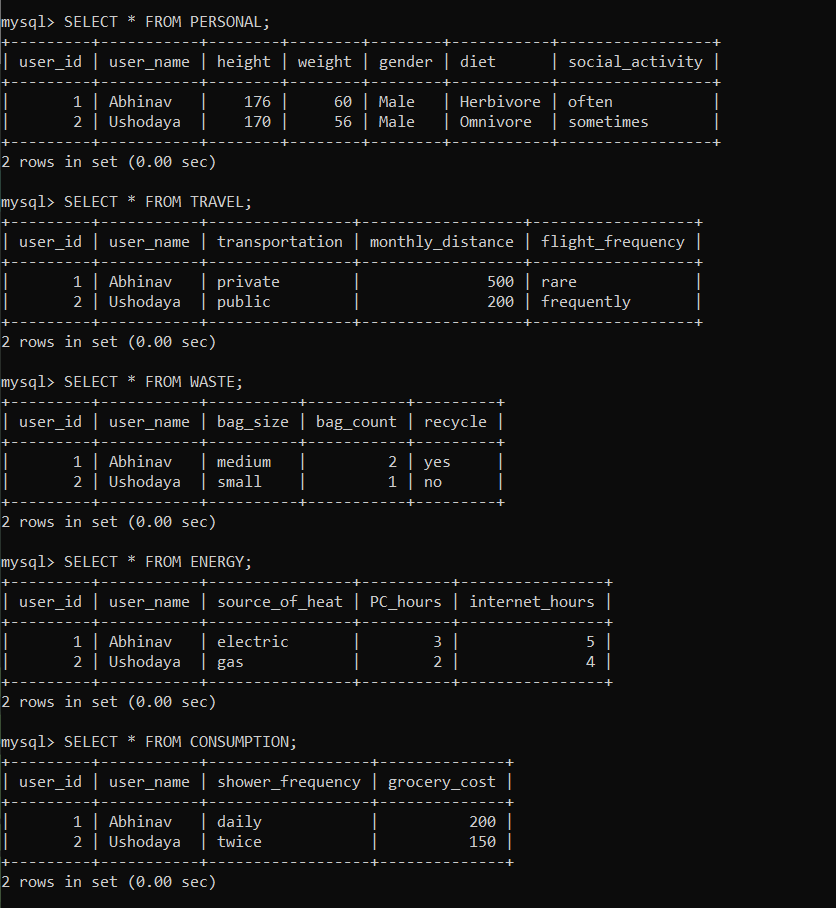 mysql> SELECT * FROM PERSONAL;
+---------+-----------+--------+--------+--------+-----------+-----------------+
| user_id | user_name | height | weight | gender | diet      | social_activity |
+---------+-----------+--------+--------+--------+-----------+-----------------+
|       1 | Abhinav   |    176 |     60 | Male   | Herbivore | often           |
|       2 | Ushodaya  |    170 |     56 | Male   | Omnivore  | sometimes       |
+---------+-----------+--------+--------+--------+-----------+-----------------+
2 rows in set (0.00 sec)

mysql> SELECT * FROM TRAVEL;
+---------+-----------+----------------+------------------+------------------+
| user_id | user_name | transportation | monthly_distance | flight_frequency |
+---------+-----------+----------------+------------------+------------------+
|       1 | Abhinav   | private        |              500 | rare             |
|       2 | Ushodaya  | public         |              200 | frequently       |
+---------+-----------+----------------+------------------+------------------+
2 rows in set (0.00 sec)

mysql> SELECT * FROM WASTE;
+---------+-----------+----------+-----------+---------+
| user_id | user_name | bag_size | bag_count | recycle |
+---------+-----------+----------+-----------+---------+
|       1 | Abhinav   | medium   |         2 | yes     |
|       2 | Ushodaya  | small    |         1 | no      |
+---------+-----------+----------+-----------+---------+
2 rows in set (0.00 sec)

mysql> SELECT * FROM ENERGY;
+---------+-----------+----------------+----------+----------------+
| user_id | user_name | source_of_heat | PC_hours | internet_hours |
+---------+-----------+----------------+----------+----------------+
|       1 | Abhinav   | electric       |        3 |              5 |
|       2 | Ushodaya  | gas            |        2 |              4 |
+---------+-----------+----------------+----------+----------------+
2 rows in set (0.00 sec)

mysql> SELECT * FROM CONSUMPTION;
+---------+-----------+------------------+--------------+
| user_id | user_name | shower_frequency | grocery_cost |
+---------+-----------+------------------+--------------+
|       1 | Abhinav   | daily            |          200 |
|       2 | Ushodaya  | twice            |          150 |
+---------+-----------+------------------+--------------+
2 rows in set (0.00 sec)